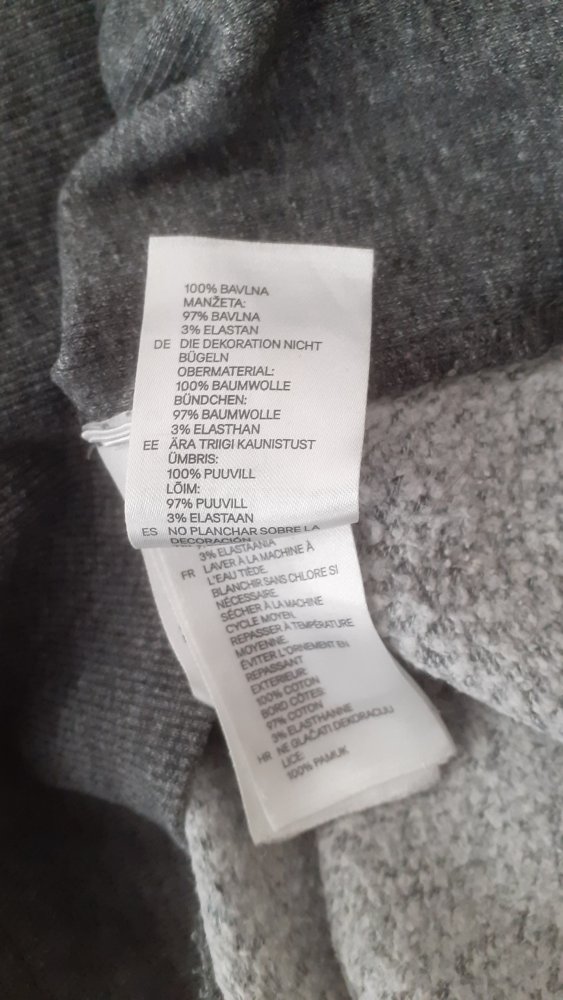 100% BAVLNA
MANŽETA:
97% BAVLNA
3% ELASTAN
DE DIE DEKORATION NICHT
BÜGELN
OBERMATERIAL:
100% BAUMWOLLE
BÜNDCHEN:
97% BAUMWOLLE
3% ELASTHAN
EE ÄRA TRIIGI KAUNISTUST
ÜMBRIS:
100% PUUVILL
LÕIM:
97% PUUVILL
3% ELASTAAN
ES NO PLANCHAR SOBRE LA
DECORACIÓN
3% ELASTAANIA
FR LAVER À LA MACHINE À
L'EAU TIÈDE.
BLANCHIR SANS CHLORE SI
NÉCESSAIRE.
SÉCHER À LA MACHINE
CYCLE MOYEN.
REPASSER À TEMPÉRATURE
MOYENNE.
ÉVITER L'ORNEMENT EN
REPASSANT
EXTERIEUR:
100% COTON
BORD CÔTES:
97% COTON
3% ELASTHANNE
HR NE GLAČATI DEKORACIJU
LICE:
100% PAMUK